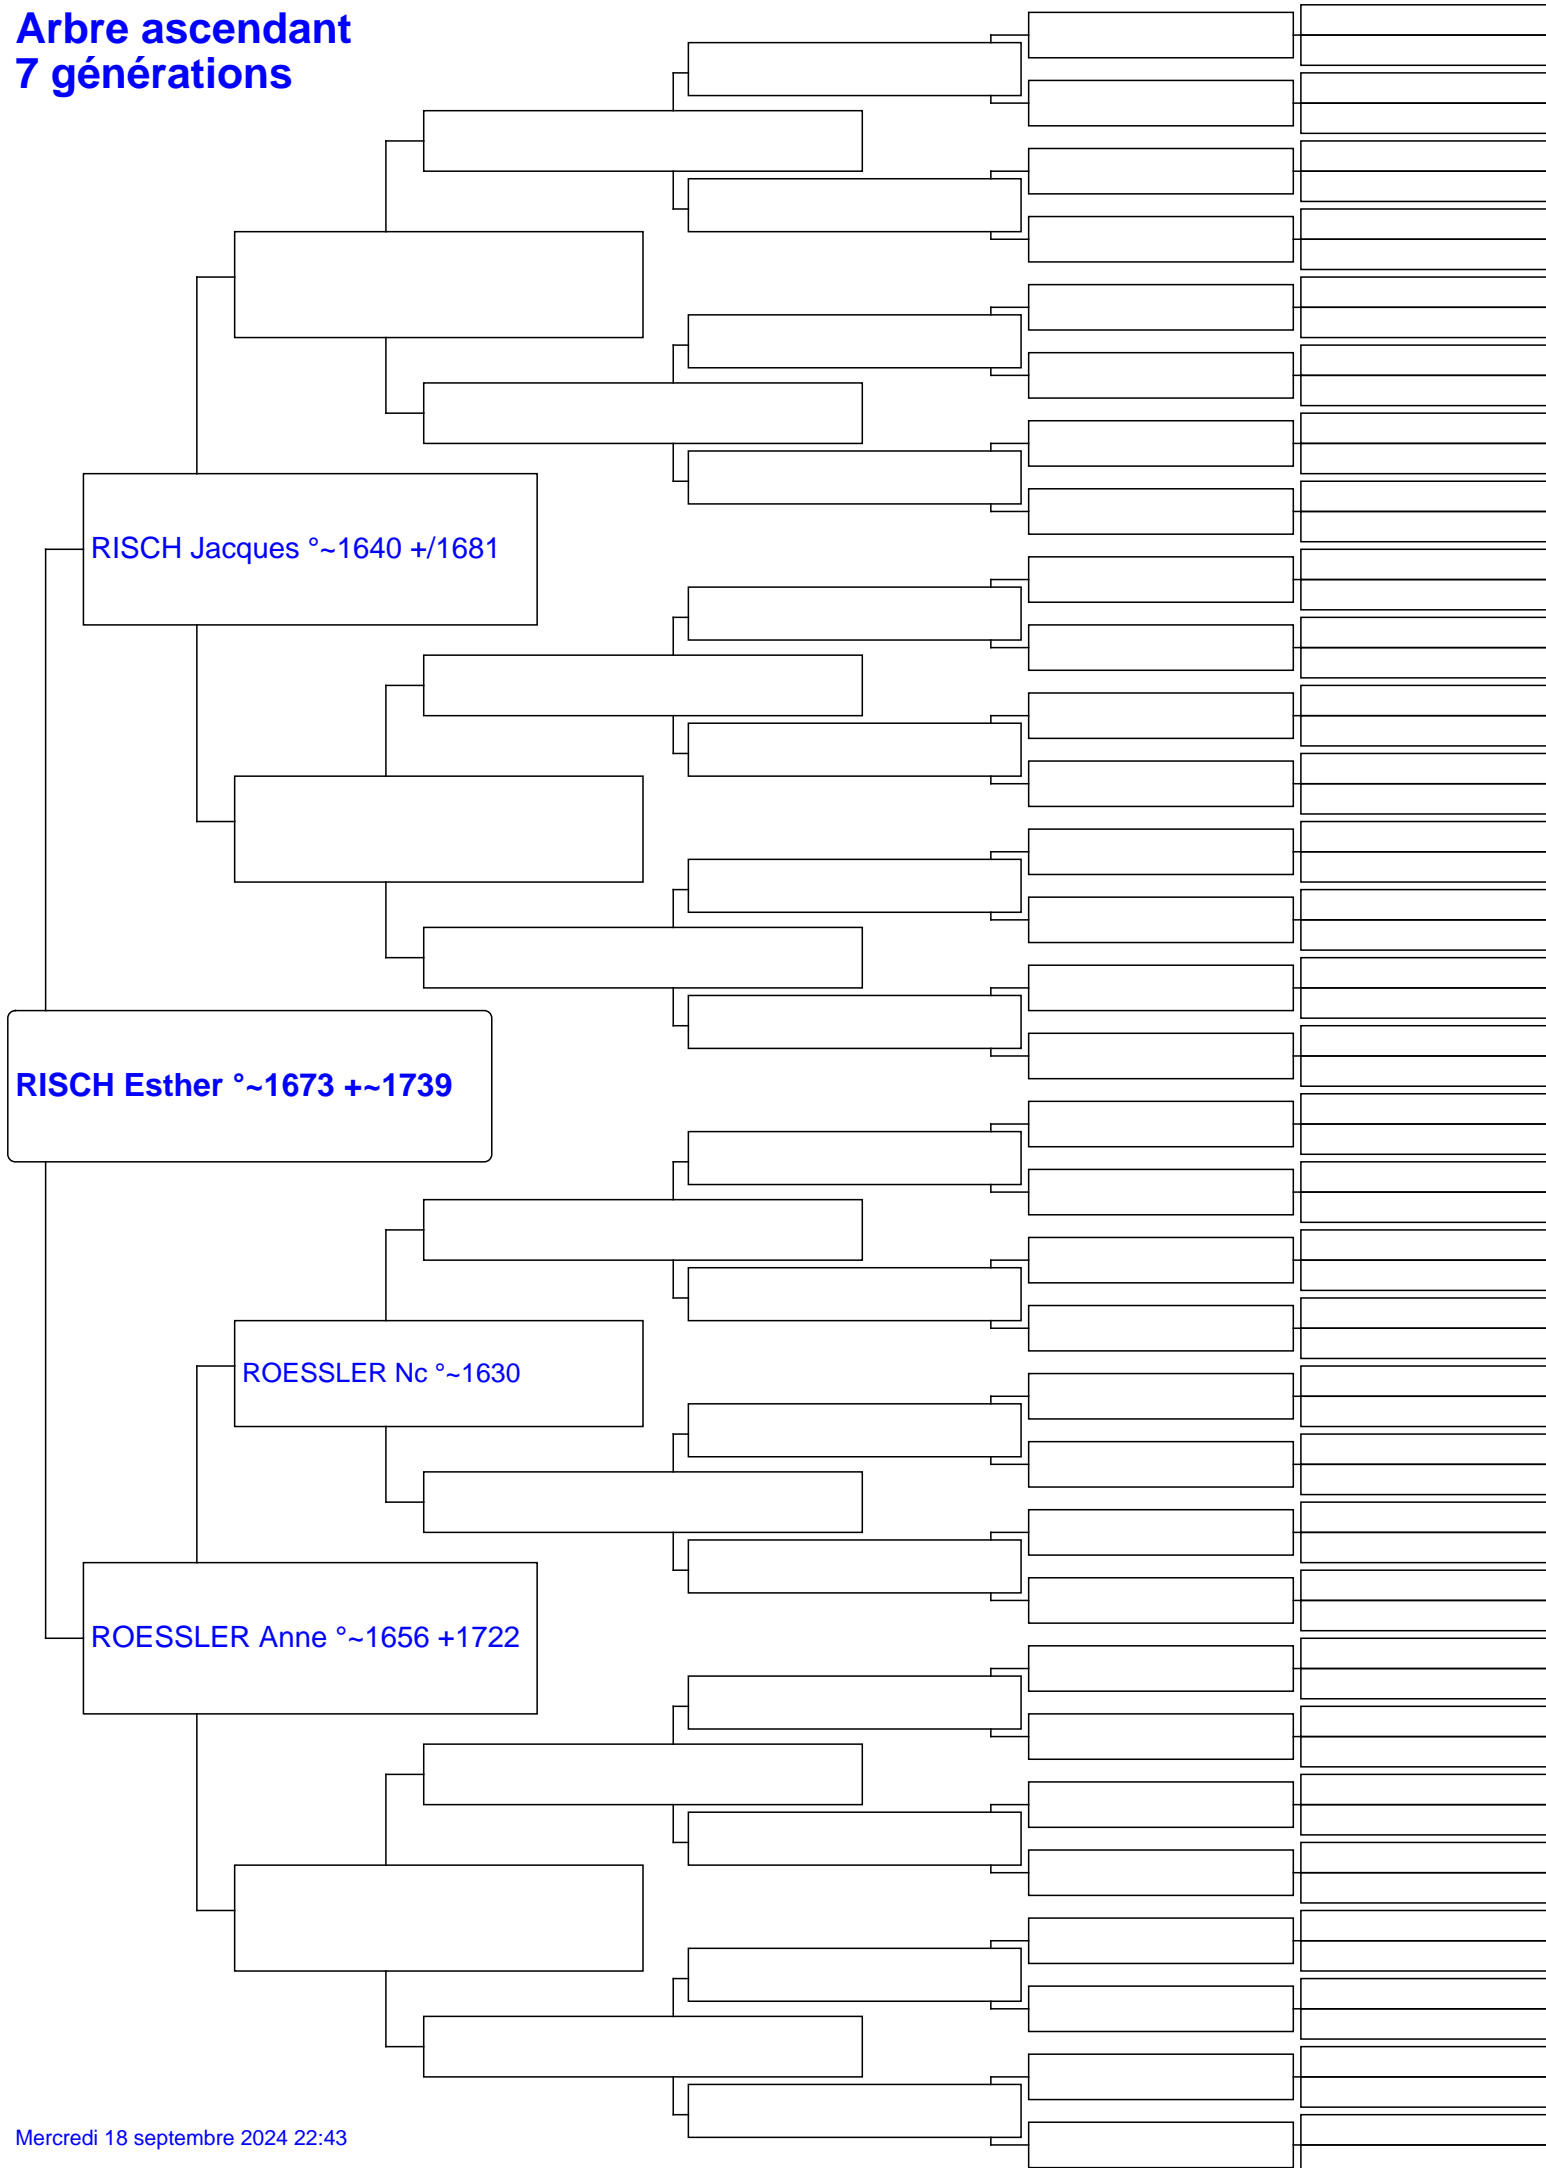 Arbre ascendant
7 générations
RISCH Jacques °~1640 +/1681
RISCH Esther °~1673 +~1739
ROESSLER Nc °~1630
ROESSLER Anne °~1656 +1722
Mercredi 18 septembre 2024 22:43